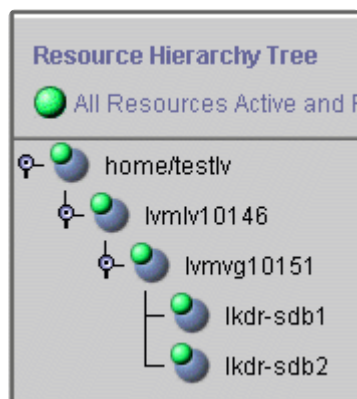 Resource Hierarchy Tree
All Resources Active and
home/testlv
lvmlv10146
lvmvg10151
lkdr-sdb1
lkdr-sdb2